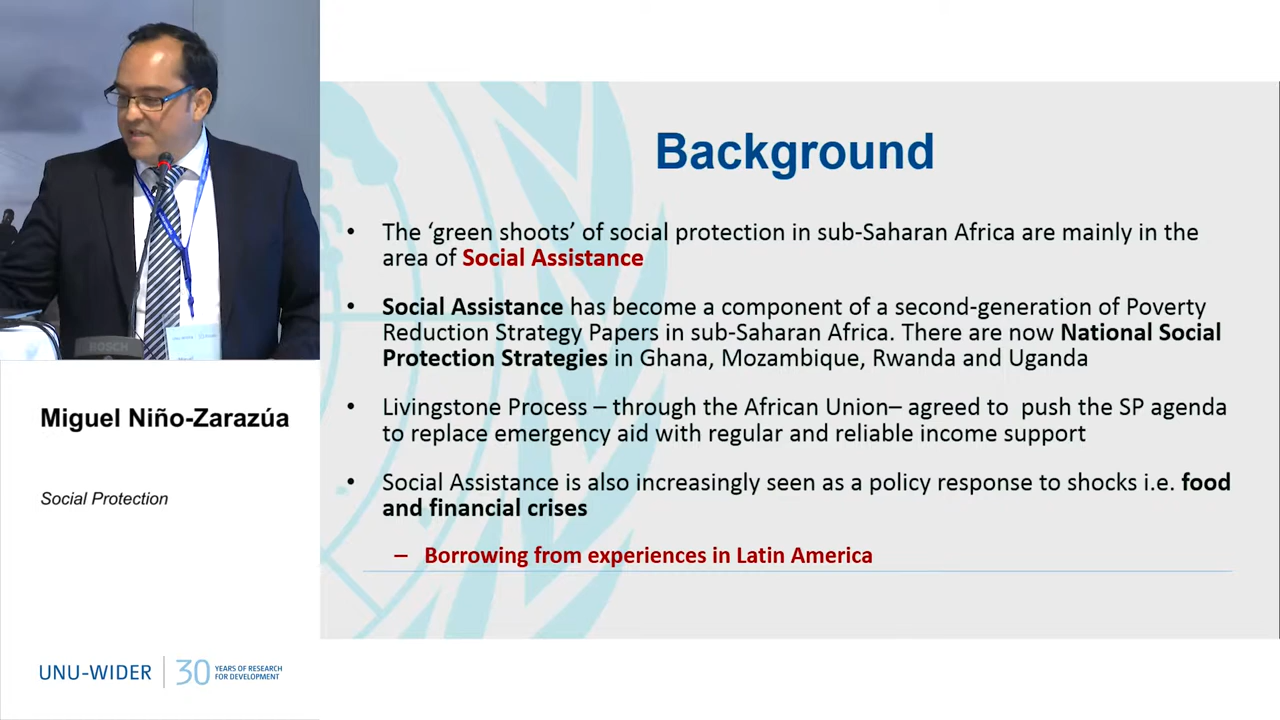 Background
• The ‘green shoots’ of social protection in sub-Saharan Africa are mainly in the
area of Social Assistance
• Social Assistance has become a component of a second-generation of Poverty
Reduction Strategy Papers in sub-Saharan Africa. There are now National Social
Protection Strategies in Ghana, Mozambique, Rwanda and Uganda
• Livingstone Process – through the African Union– agreed to  push the SP agenda
to replace emergency aid with regular and reliable income support
• Social Assistance is also increasingly seen as a policy response to shocks i.e. food
and financial crises
– Borrowing from experiences in Latin America
BOSCH
Miguel Niño-Zarazúa
Social Protection
UNU-WIDER
30 YEARS OF RESEARCH
FOR DEVELOPMENT